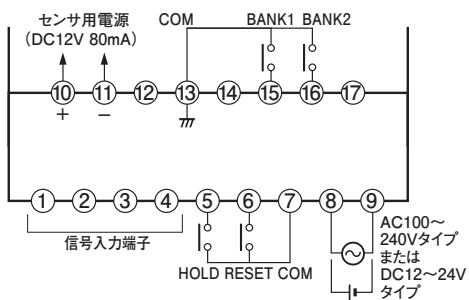 センサ用電源
(DC12V 80mA)
COM
BANK1 BANK2
⑩ ⑪ ⑫ ⑬ ⑭ ⑮ ⑯ ⑰
+ −
① ② ③ ④ ⑤ ⑥ ⑦ ⑧ ⑨
信号入力端子
HOLD RESET COM
AC100〜
240Vタイプ
または
DC12〜24V
タイプ